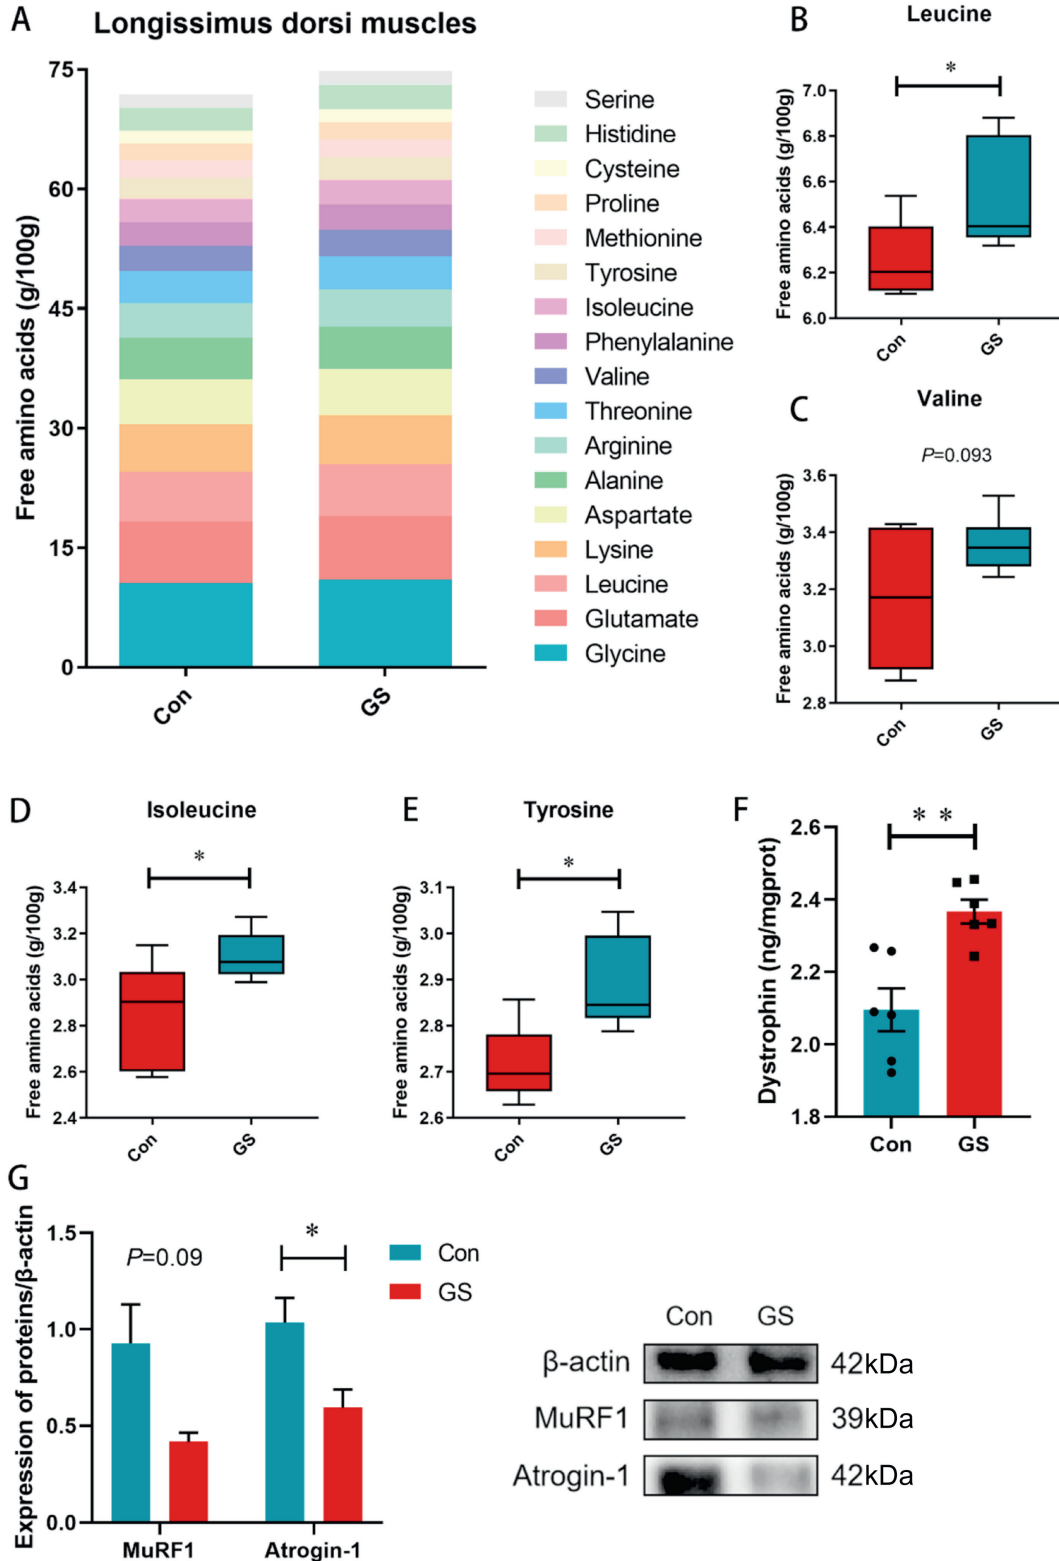 A
Longissimus dorsi muscles
Free amino acids (g/100g)
75
60
45
30
15
0
Con
GS
Serine
Histidine
Cysteine
Proline
Methionine
Tyrosine
Isoleucine
Phenylalanine
Valine
Threonine
Arginine
Alanine
Aspartate
Lysine
Leucine
Glutamate
Glycine
B
Leucine
*
Free amino acids (g/100g)
7.0
6.8
6.6
6.4
6.2
6.0
Con
GS
C
Valine
P=0.093
Free amino acids (g/100g)
3.6
3.4
3.2
3.0
2.8
Con
GS
D
Isoleucine
*
Free amino acids (g/100g)
3.4
3.2
3.0
2.8
2.6
2.4
Con
GS
E
Tyrosine
*
Free amino acids (g/100g)
3.1
3.0
2.9
2.8
2.7
2.6
Con
GS
F
* *
Dystrophin (ng/mgprot)
2.6
2.4
2.2
2.0
1.8
Con
GS
G
Expression of proteins/β-actin
1.5
1.0
0.5
0.0
P=0.09
*
MuRF1
Atrogin-1
Con
GS
Con GS
β-actin 42kDa
MuRF1 39kDa
Atrogin-1 42kDa